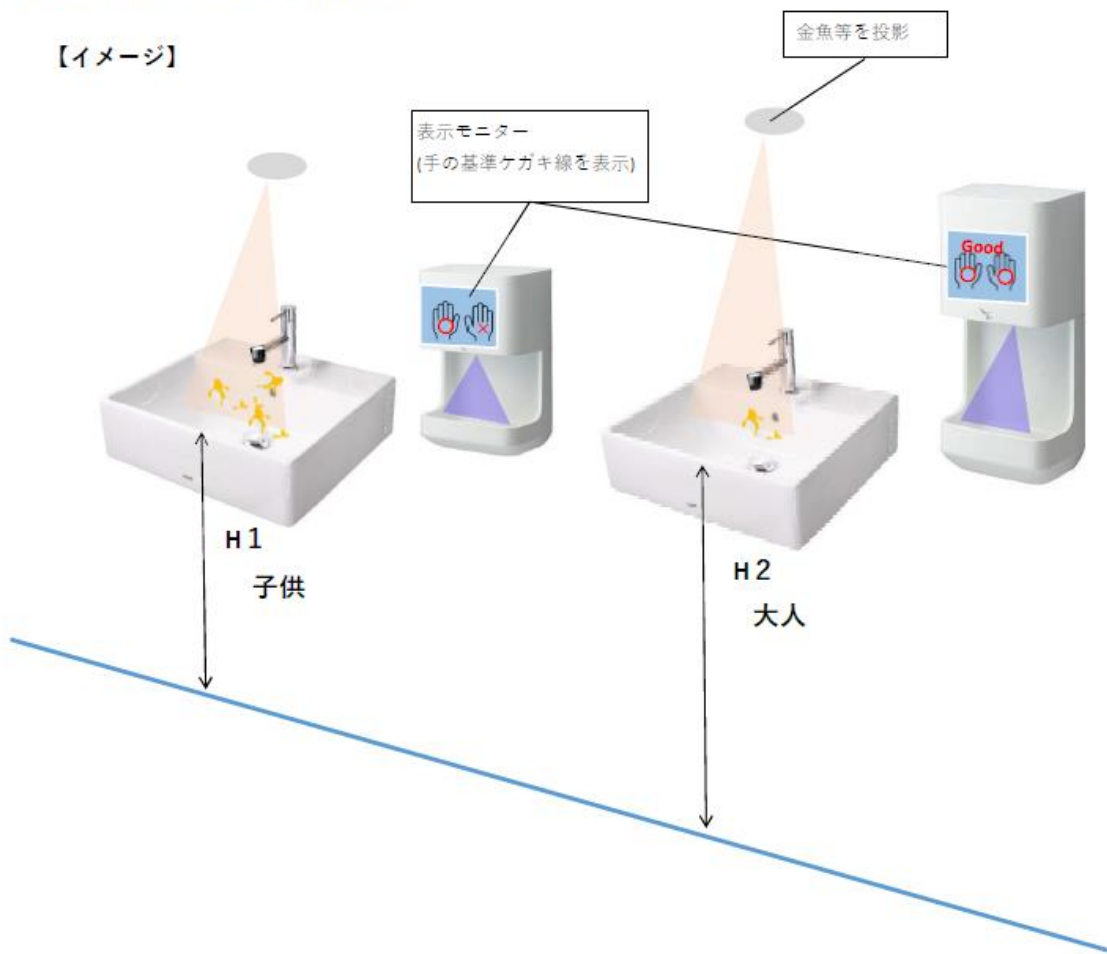 【イメージ】
金魚等を投影
表示モニター
(手の基準ケガキ線を表示)
Good
H1
子供
H2
大人